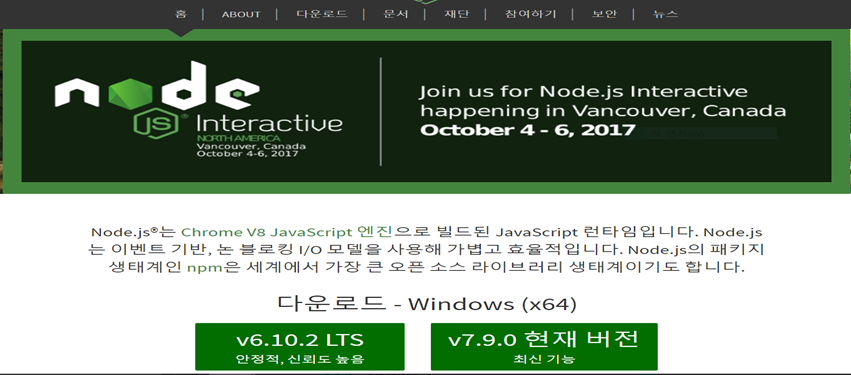 홈 | ABOUT | 다운로드 | 문서 | 재단 | 참여하기 | 보안 | 뉴스
node
JS® Interactive
NORTH AMERICA
Vancouver, Canada
October 4-6, 2017
Join us for Node.js Interactive
happening in Vancouver, Canada
October 4 - 6, 2017
Node.js®는 Chrome V8 JavaScript 엔진으로 빌드된 JavaScript 런타임입니다. Node.js
는 이벤트 기반, 논 블로킹 I/O 모델을 사용해 가볍고 효율적입니다. Node.js의 패키지
생태계인 npm은 세계에서 가장 큰 오픈 소스 라이브러리 생태계이기도 합니다.
다운로드 - Windows (x64)
v6.10.2 LTS
안정적, 신뢰도 높음
v7.9.0 현재 버전
최신 기능